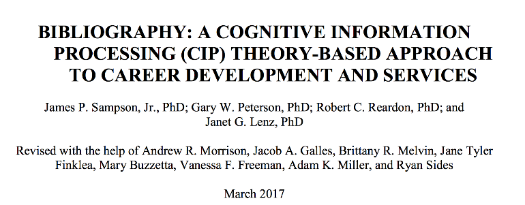 BIBLIOGRAPHY: A COGNITIVE INFORMATION
PROCESSING (CIP) THEORY-BASED APPROACH
TO CAREER DEVELOPMENT AND SERVICES
James P. Sampson, Jr., PhD; Gary W. Peterson, PhD; Robert C. Reardon, PhD; and
Janet G. Lenz, PhD
Revised with the help of Andrew R. Morrison, Jacob A. Galles, Brittany R. Melvin, Jane Tyler
Finklea, Mary Buzzetta, Vanessa F. Freeman, Adam K. Miller, and Ryan Sides
March 2017